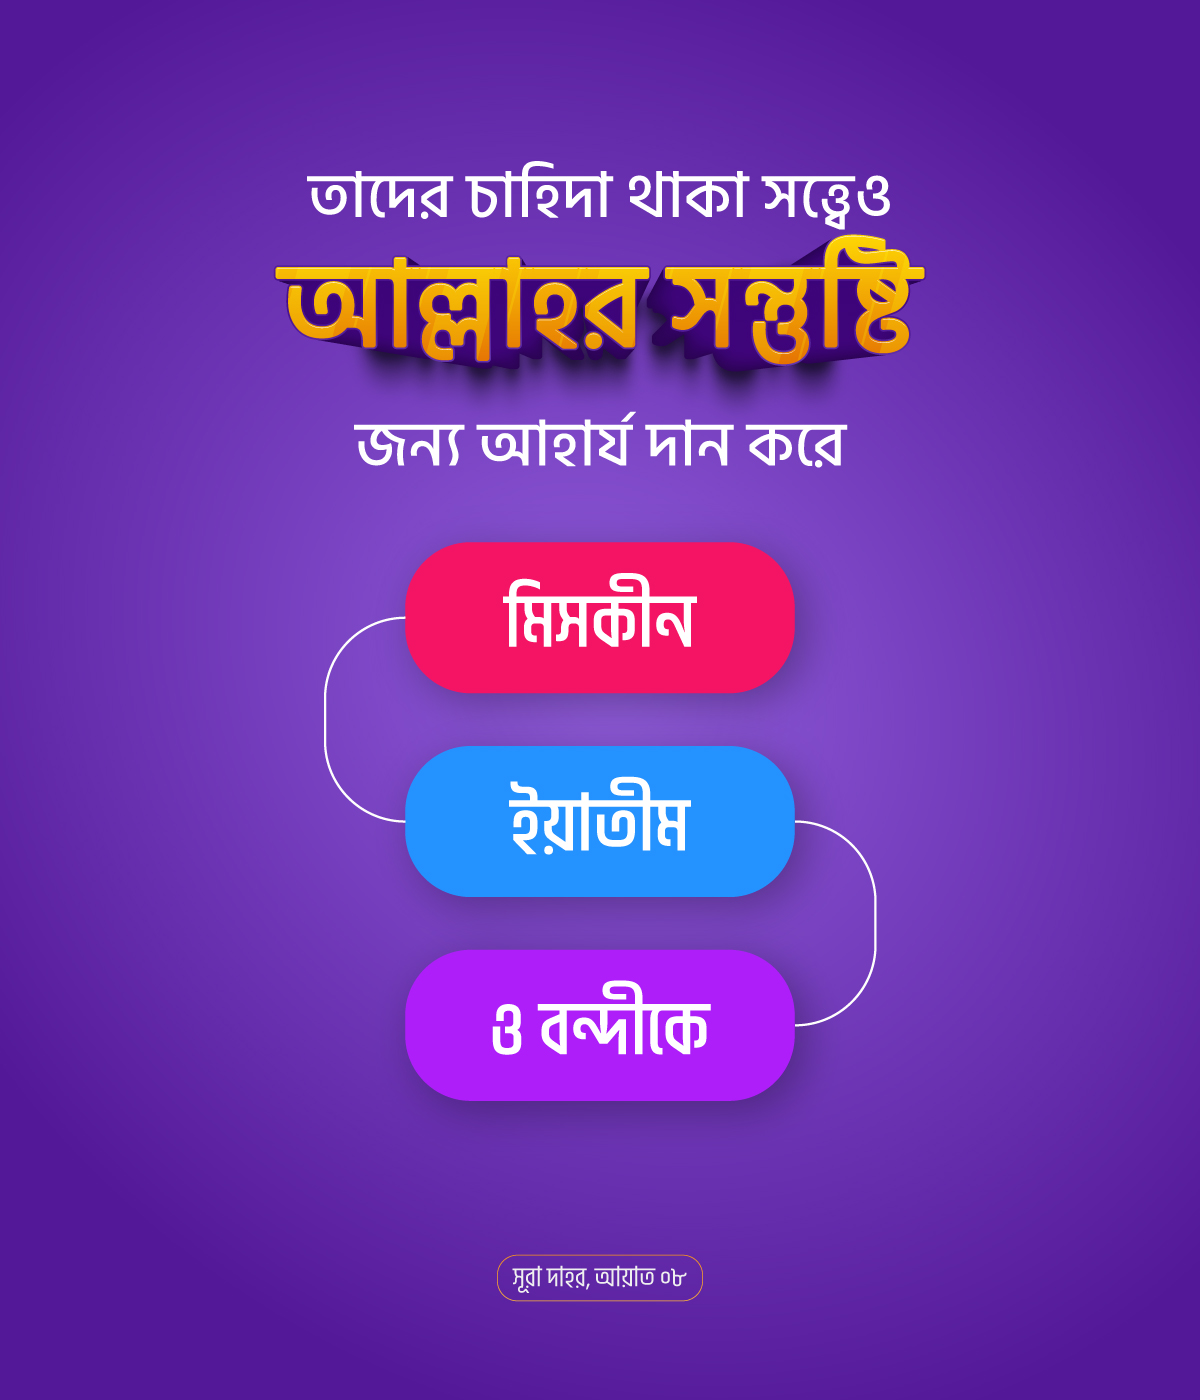 তাদের চাহিদা থাকা সত্ত্বেও
আল্লাহর সন্তুষ্টি
জন্য আহার্য দান করে
মিসকীন
ইয়াতীম
ও বন্দীকে
সূরা দাহর, আয়াত ০৮